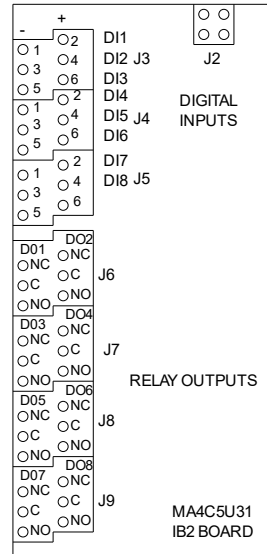 - +
1 2 DI1
3 4 DI2 J3
5 6 DI3
J2
1 2 DI4
3 4 DI5 J4
5 6 DI6
DIGITAL
INPUTS
1 2 DI7
3 4 DI8 J5
5 6
D01 DO2
NC NC
C C J6
NO NO
D03 DO4
NC NC
C C J7
NO NO
RELAY OUTPUTS
D05 DO6
NC NC
C C J8
NO NO
D07 DO8
NC NC
C C J9
NO NO
MA4C5U31
IB2 BOARD